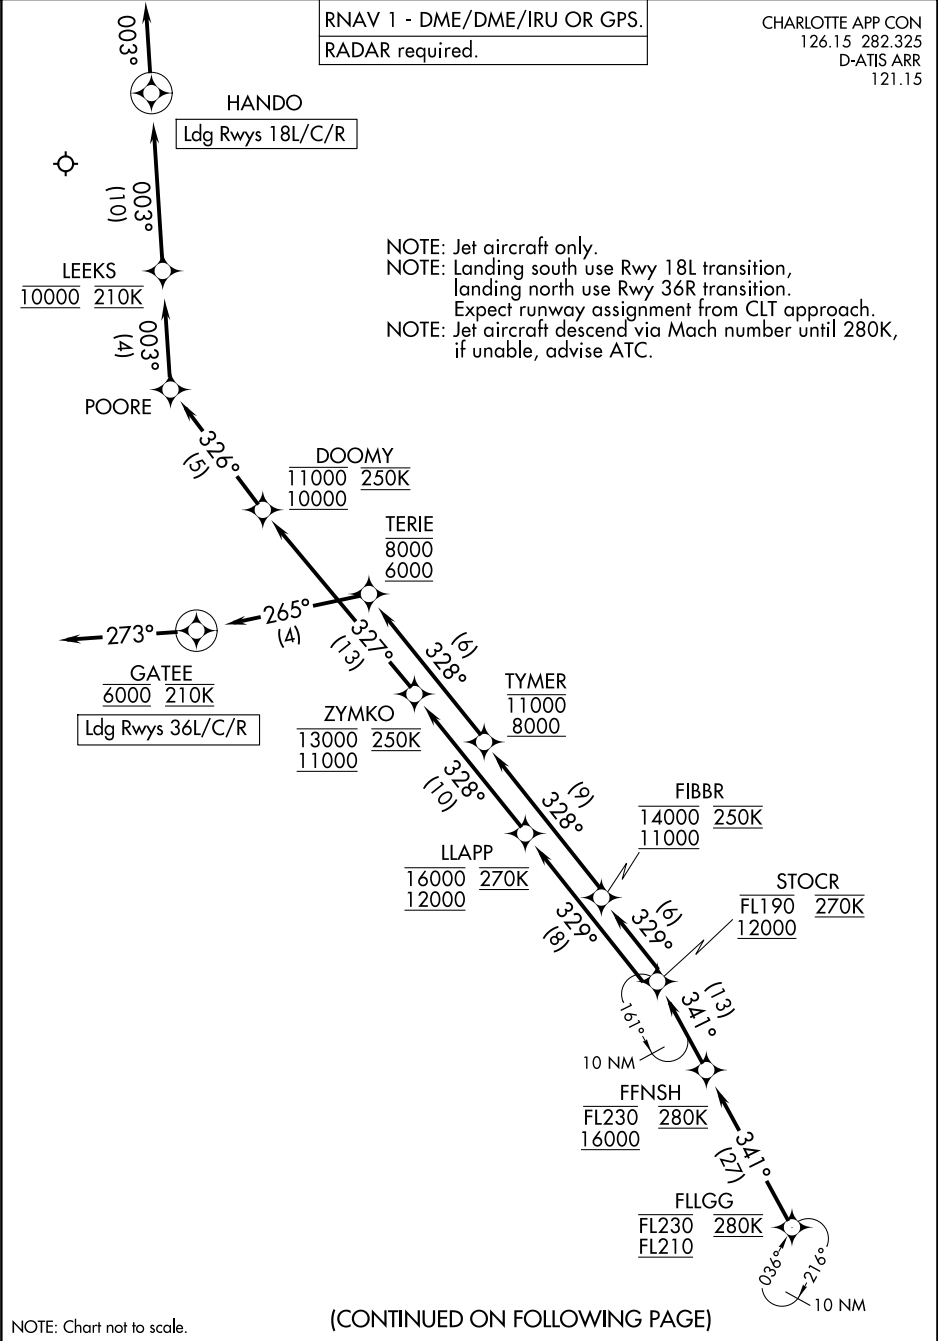 RNAV 1 - DME/DME/IRU OR GPS.
RADAR required.
CHARLOTTE APP CON
126.15 282.325
D-ATIS ARR
121.15
003°
HANDO
Ldg Rwys 18L/C/R
003°
(10)
LEEKS
10000 210K
003°
(4)
POORE
NOTE: Jet aircraft only.
NOTE: Landing south use Rwy 18L transition,
landing north use Rwy 36R transition.
Expect runway assignment from CLT approach.
NOTE: Jet aircraft descend via Mach number until 280K,
if unable, advise ATC.
326°
(5)
DOOMY
11000 250K
10000
TERIE
8000
6000
265°
(4)
273°
GATEE
6000 210K
Ldg Rwys 36L/C/R
327°
(13)
(6)
328°
TYMER
11000
8000
ZYMKO
13000 250K
11000
328°
(10)
(9)
328°
FIBBR
14000 250K
11000
LLAPP
16000 270K
12000
329°
(8)
(6)
329°
STOCR
FL190 270K
12000
161°
10 NM
(13)
341°
FFNSH
FL230 280K
16000
341°
(27)
FLLGG
FL230 280K
FL210
036°
216°
10 NM
NOTE: Chart not to scale.
(CONTINUED ON FOLLOWING PAGE)